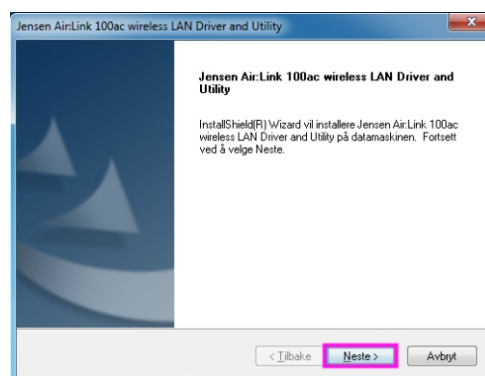 Jensen Air:Link 100ac wireless LAN Driver and Utility
Jensen Air:Link 100ac wireless LAN Driver and
Utility
InstallShield(R) Wizard vil installere Jensen Air:Link 100ac
wireless LAN Driver and Utility på datamaskinen. Fortsett
ved å velge Neste.
< Tilbake
Neste >
Avbryt